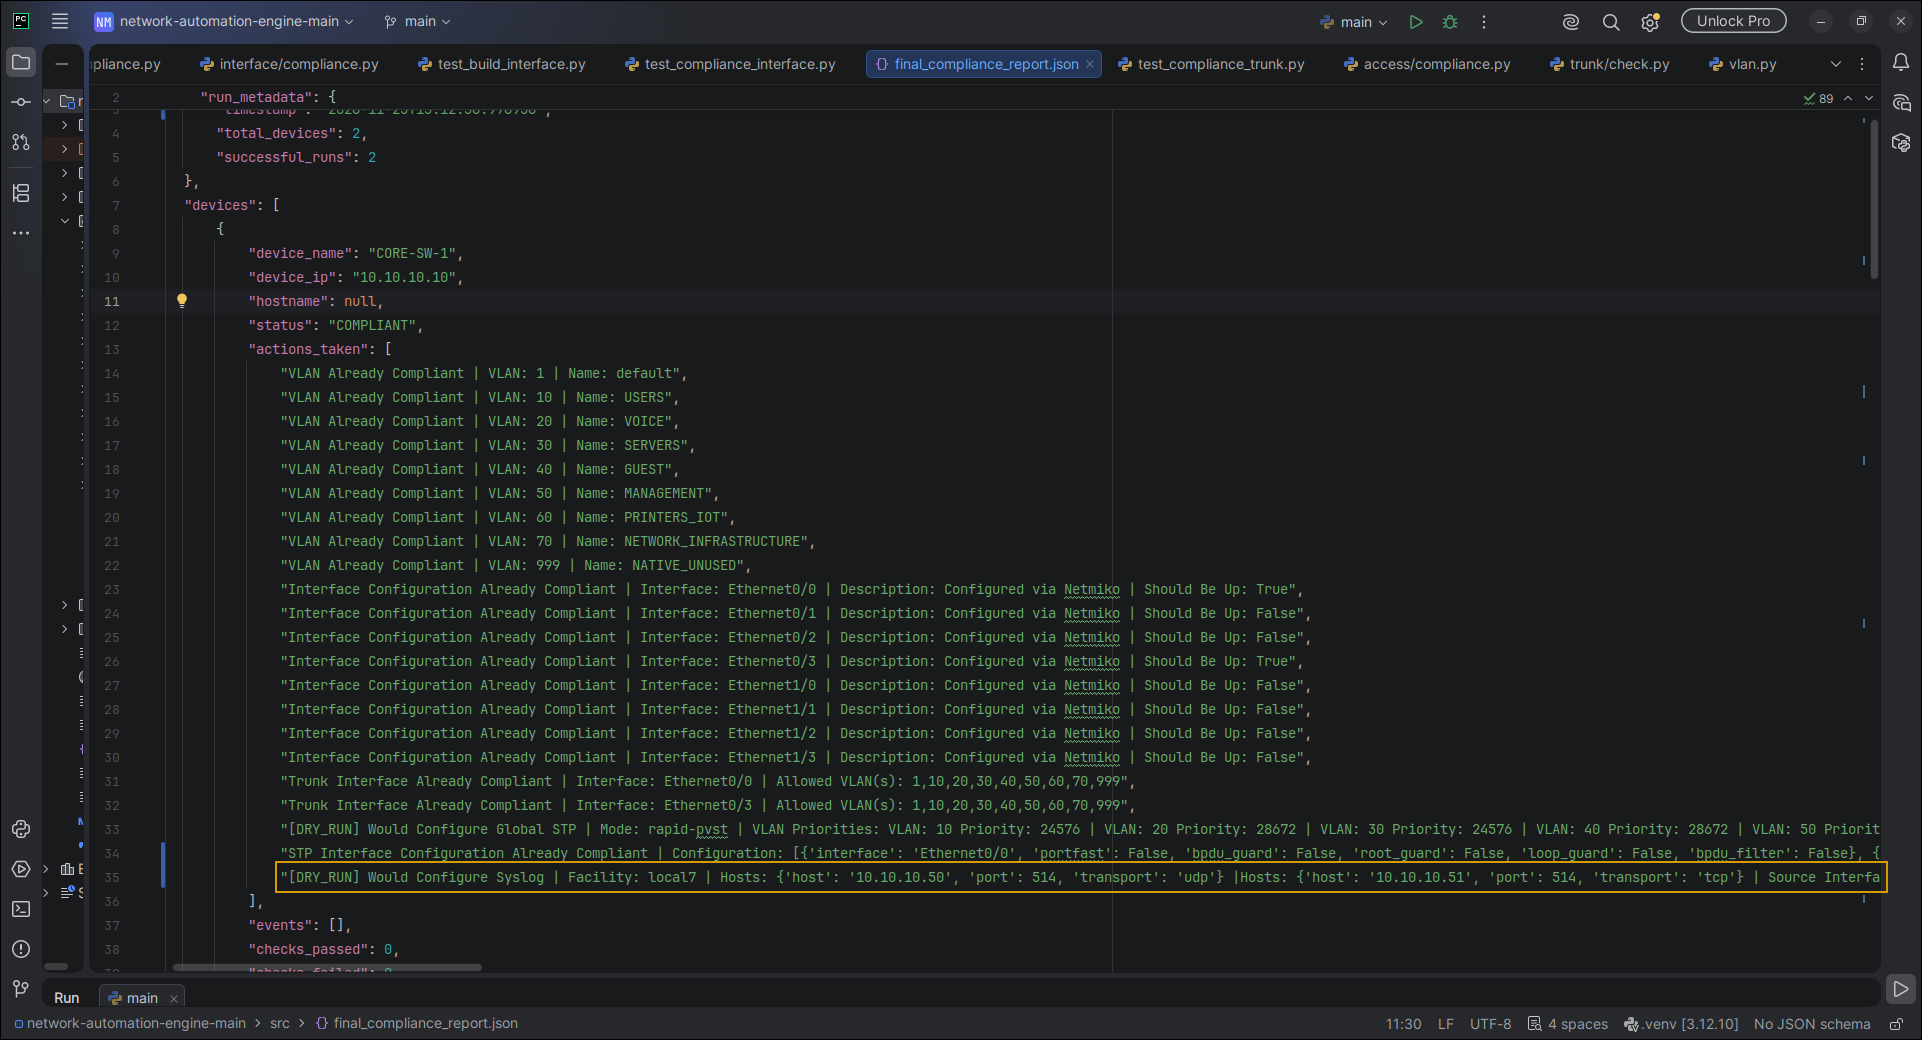 PC
NM network-automation-engine-main main main Unlock Pro
pliance.py interface/compliance.py test_build_interface.py test_compliance_interface.py {} final_compliance_report.json test_compliance_trunk.py access/compliance.py trunk/check.py vlan.py
2 "run_metadata": {
89
4 "total_devices": 2,
5 "successful_runs": 2
6 },
7 "devices": [
8 {
9 "device_name": "CORE-SW-1",
10 "device_ip": "10.10.10.10",
11 "hostname": null,
12 "status": "COMPLIANT",
13 "actions_taken": [
14 "VLAN Already Compliant | VLAN: 1 | Name: default",
15 "VLAN Already Compliant | VLAN: 10 | Name: USERS",
16 "VLAN Already Compliant | VLAN: 20 | Name: VOICE",
17 "VLAN Already Compliant | VLAN: 30 | Name: SERVERS",
18 "VLAN Already Compliant | VLAN: 40 | Name: GUEST",
19 "VLAN Already Compliant | VLAN: 50 | Name: MANAGEMENT",
20 "VLAN Already Compliant | VLAN: 60 | Name: PRINTERS_IOT",
21 "VLAN Already Compliant | VLAN: 70 | Name: NETWORK_INFRASTRUCTURE",
22 "VLAN Already Compliant | VLAN: 999 | Name: NATIVE_UNUSED",
23 "Interface Configuration Already Compliant | Interface: Ethernet0/0 | Description: Configured via Netmiko | Should Be Up: True",
24 "Interface Configuration Already Compliant | Interface: Ethernet0/1 | Description: Configured via Netmiko | Should Be Up: False",
25 "Interface Configuration Already Compliant | Interface: Ethernet0/2 | Description: Configured via Netmiko | Should Be Up: False",
26 "Interface Configuration Already Compliant | Interface: Ethernet0/3 | Description: Configured via Netmiko | Should Be Up: True",
27 "Interface Configuration Already Compliant | Interface: Ethernet1/0 | Description: Configured via Netmiko | Should Be Up: False",
28 "Interface Configuration Already Compliant | Interface: Ethernet1/1 | Description: Configured via Netmiko | Should Be Up: False",
29 "Interface Configuration Already Compliant | Interface: Ethernet1/2 | Description: Configured via Netmiko | Should Be Up: False",
30 "Interface Configuration Already Compliant | Interface: Ethernet1/3 | Description: Configured via Netmiko | Should Be Up: False",
31 "Trunk Interface Already Compliant | Interface: Ethernet0/0 | Allowed VLAN(s): 1,10,20,30,40,50,60,70,999",
32 "Trunk Interface Already Compliant | Interface: Ethernet0/3 | Allowed VLAN(s): 1,10,20,30,40,50,60,70,999",
33 "[DRY_RUN] Would Configure Global STP | Mode: rapid-pvst | VLAN Priorities: VLAN: 10 Priority: 24576 | VLAN: 20 Priority: 28672 | VLAN: 30 Priority: 24576 | VLAN: 40 Priority: 28672 | VLAN: 50 Priorit
34 "STP Interface Configuration Already Compliant | Configuration: [{'interface': 'Ethernet0/0', 'portfast': False, 'bpdu_guard': False, 'root_guard': False, 'loop_guard': False, 'bpdu_filter': False}, {
35 "[DRY_RUN] Would Configure Syslog | Facility: local7 | Hosts: {'host': '10.10.10.50', 'port': 514, 'transport': 'udp'} |Hosts: {'host': '10.10.10.51', 'port': 514, 'transport': 'tcp'} | Source Interfa
36 ],
37 "events": [],
38 "checks_passed": 0,
Run main
network-automation-engine-main > src > {} final_compliance_report.json 11:30 LF UTF-8 4 spaces .venv [3.12.10] No JSON schema